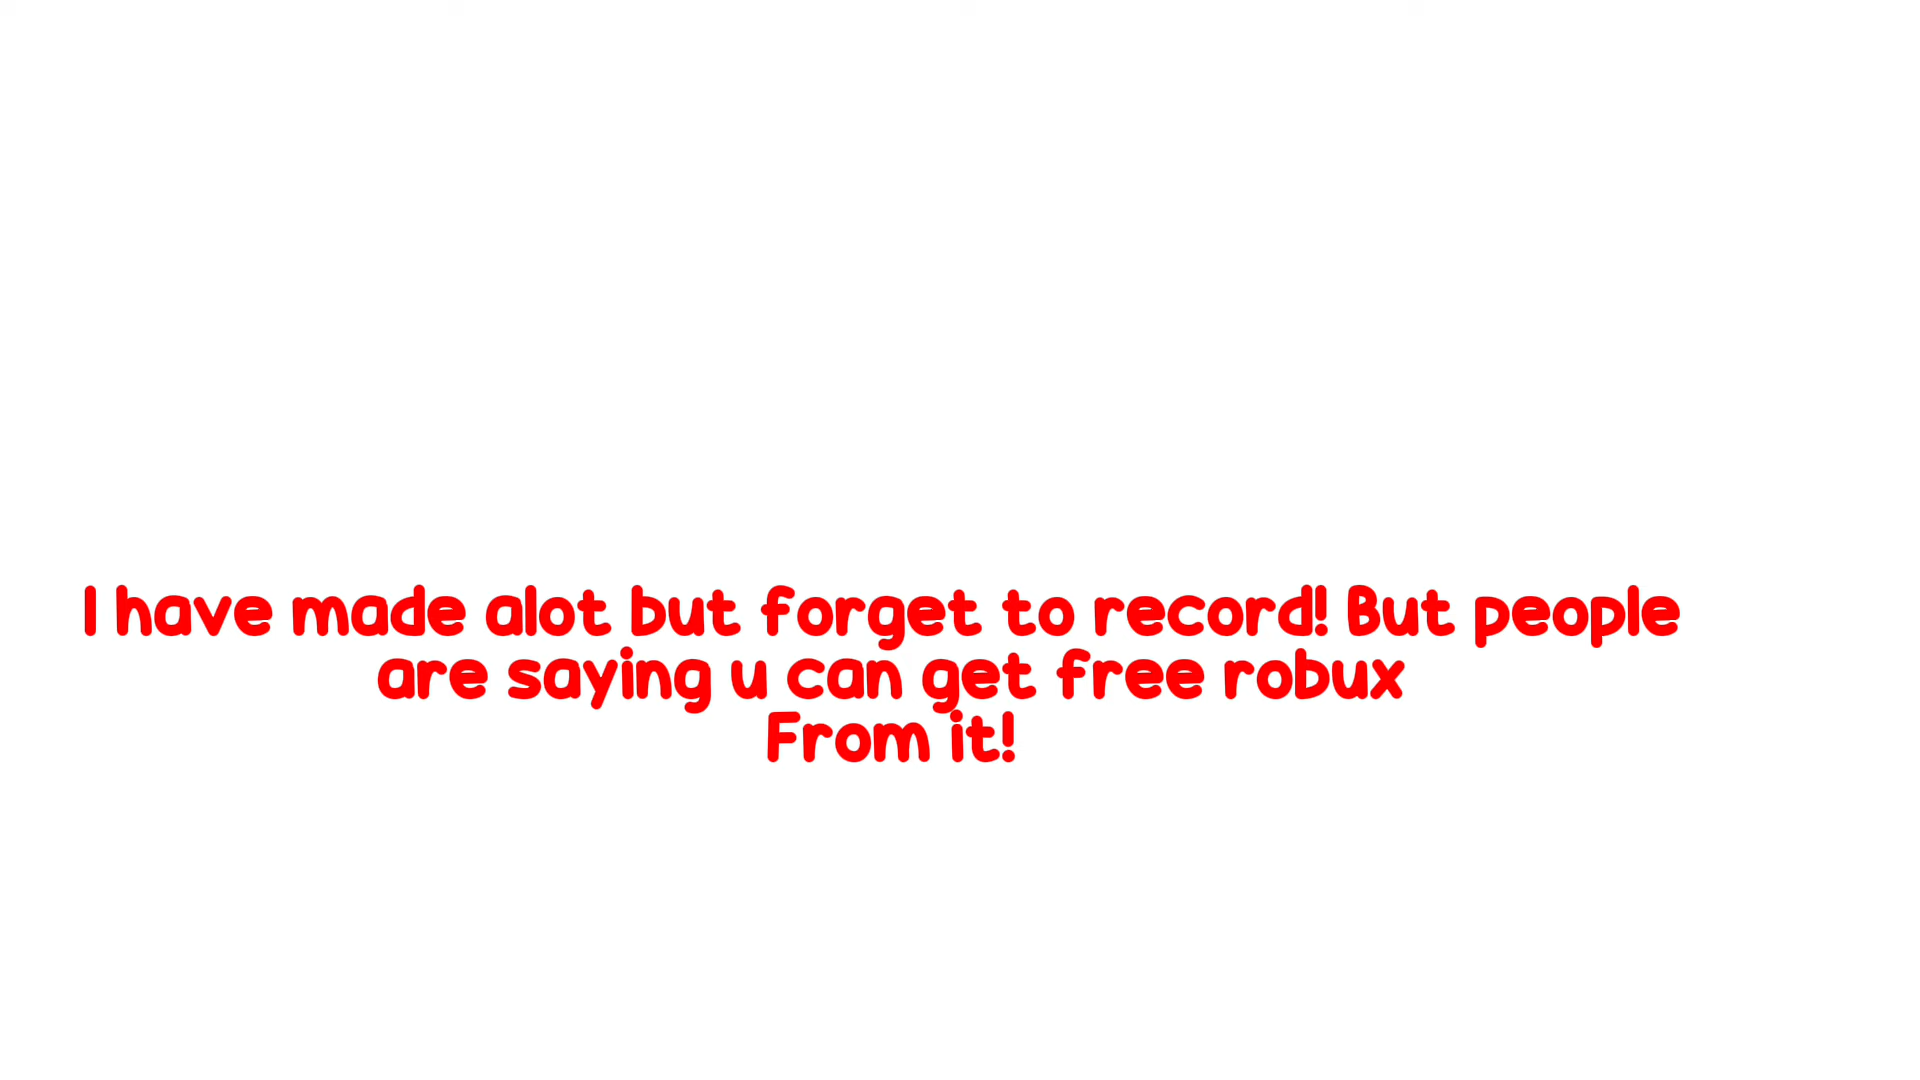 I have made alot but forget to record! But people
are saying u can get free robux
From it!